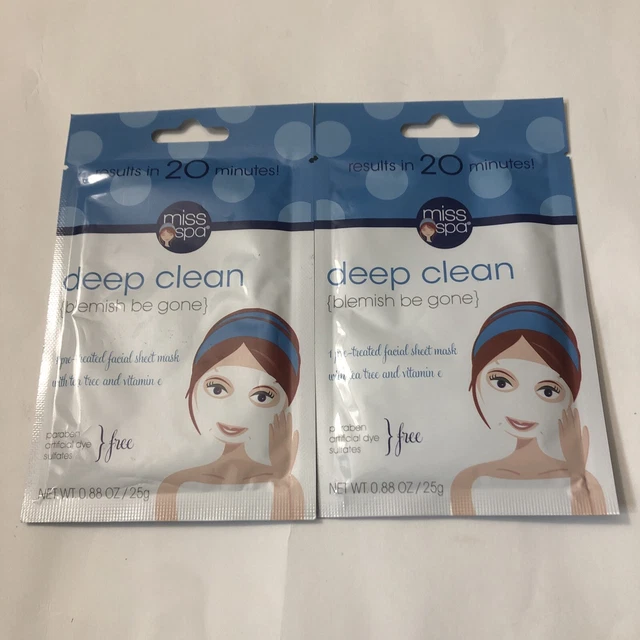 results in 20 minutes!
miss
spa®
deep clean
{blemish be gone}
1 pre-treated facial sheet mask
with tea tree and vitamin e
paraben
artificial dye
sulfates
} free
NET WT. 0.88 OZ / 25g
results in 20 minutes!
miss
spa®
deep clean
{blemish be gone}
1 pre-treated facial sheet mask
with tea tree and vitamin e
paraben
artificial dye
sulfates
} free
NET WT. 0.88 OZ / 25g